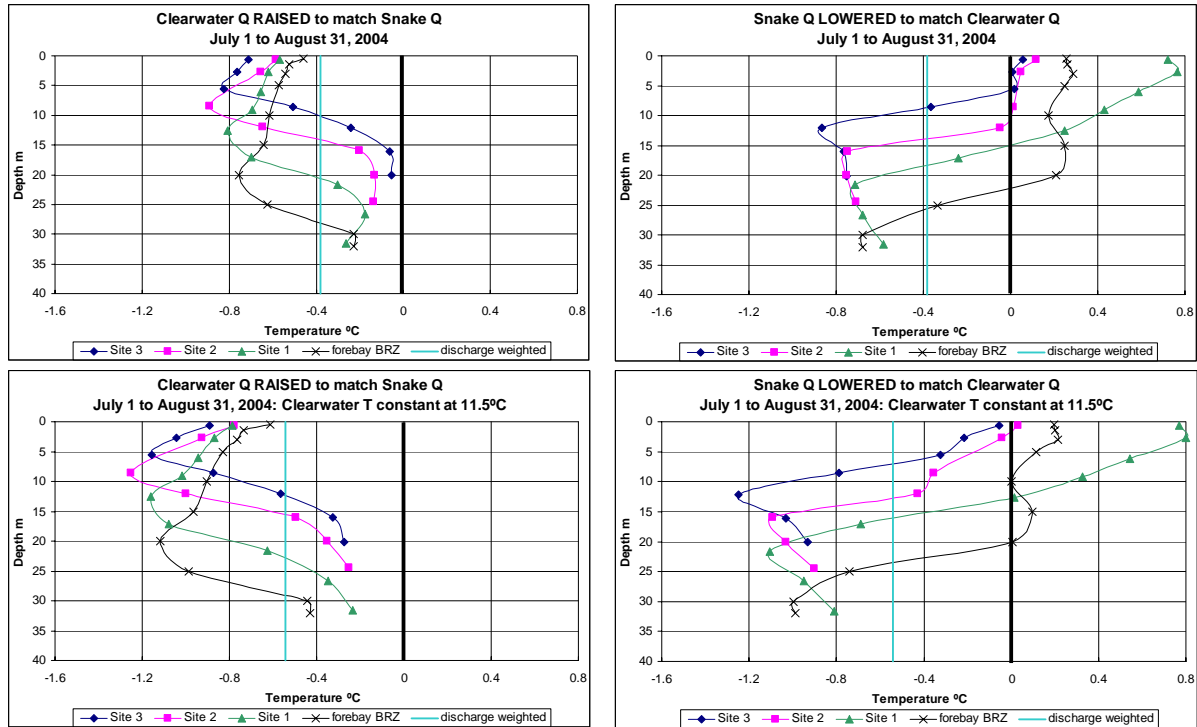 Clearwater Q RAISED to match Snake Q
July 1 to August 31, 2004
0
5
10
15
20
25
30
35
40
Depth m
-1.6 -1.2 -0.8 -0.4 0 0.4 0.8
Temperature ºC
Site 3 Site 2 Site 1 forebay BRZ discharge weighted
Snake Q LOWERED to match Clearwater Q
July 1 to August 31, 2004
0
5
10
15
20
25
30
35
40
Depth m
-1.6 -1.2 -0.8 -0.4 0 0.4 0.8
Temperature ºC
Site 3 Site 2 Site 1 forebay BRZ discharge weighted
Clearwater Q RAISED to match Snake Q
July 1 to August 31, 2004: Clearwater T constant at 11.5ºC
0
5
10
15
20
25
30
35
40
Depth m
-1.6 -1.2 -0.8 -0.4 0 0.4 0.8
Temperature ºC
Site 3 Site 2 Site 1 forebay BRZ discharge weighted
Snake Q LOWERED to match Clearwater Q
July 1 to August 31, 2004: Clearwater T constant at 11.5ºC
0
5
10
15
20
25
30
35
40
Depth m
-1.6 -1.2 -0.8 -0.4 0 0.4 0.8
Temperature ºC
Site 3 Site 2 Site 1 forebay BRZ discharge weighted